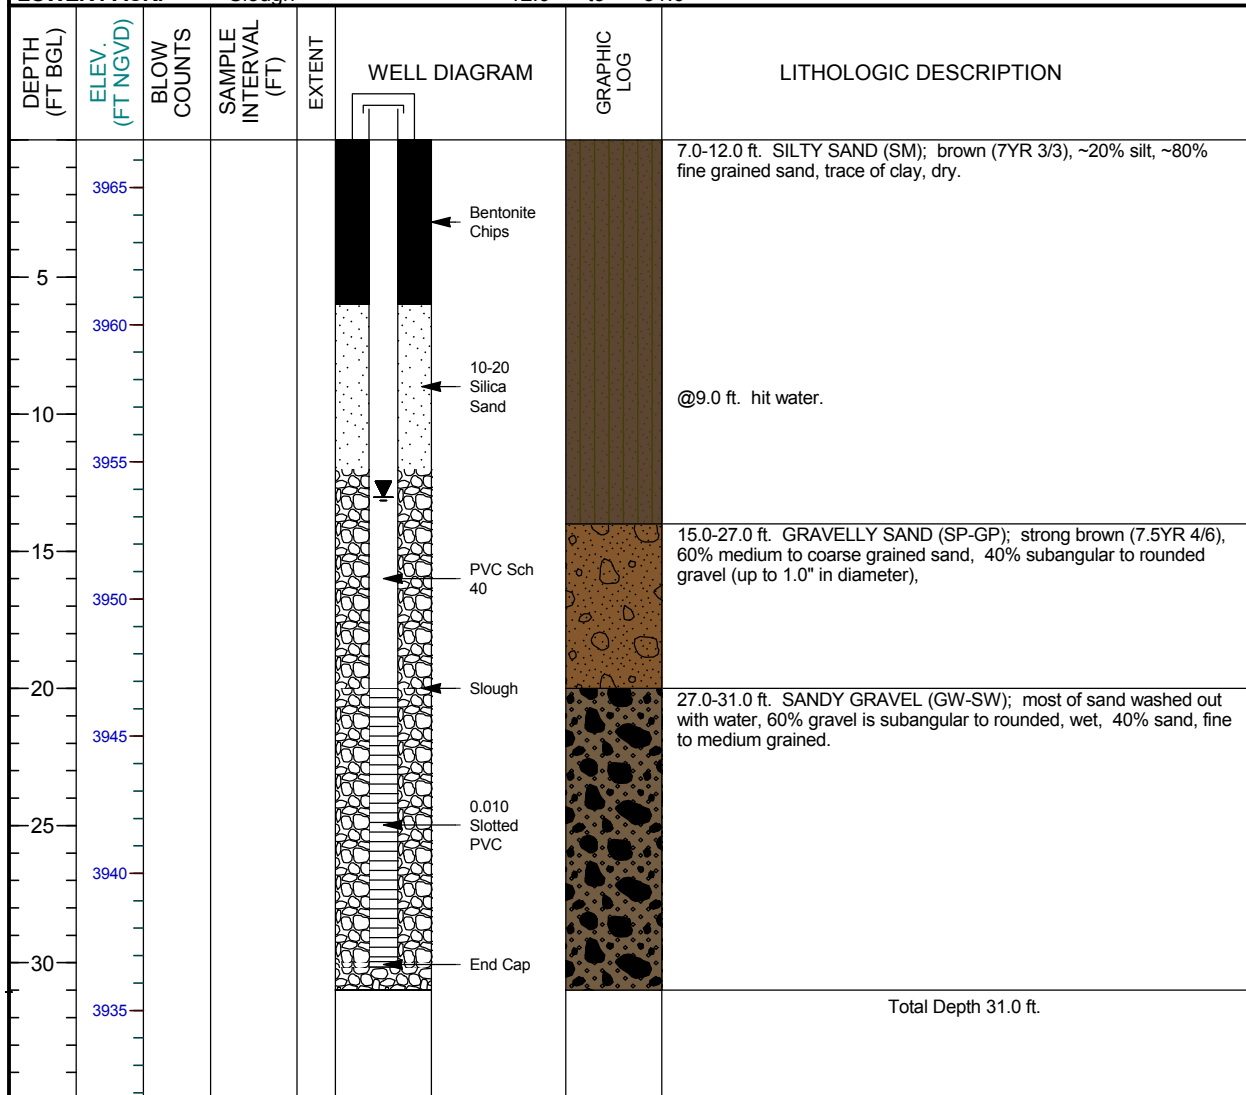 DEPTH
(FT BGL)
ELEV.
(FT NGVD)
BLOW
COUNTS
SAMPLE
INTERVAL
(FT)
EXTENT
WELL DIAGRAM
GRAPHIC
LOG
LITHOLOGIC DESCRIPTION
7.0-12.0 ft. SILTY SAND (SM); brown (7YR 3/3), ~20% silt, ~80%
fine grained sand, trace of clay, dry.
3965
Bentonite
Chips
5
3960
10-20
Silica
Sand
@9.0 ft. hit water.
10
3955
15.0-27.0 ft. GRAVELLY SAND (SP-GP); strong brown (7.5YR 4/6),
60% medium to coarse grained sand, 40% subangular to rounded
gravel (up to 1.0" in diameter),
15
PVC Sch
40
3950
20
Slough
27.0-31.0 ft. SANDY GRAVEL (GW-SW); most of sand washed out
with water, 60% gravel is subangular to rounded, wet, 40% sand, fine
to medium grained.
3945
0.010
Slotted
PVC
25
3940
30
End Cap
Total Depth 31.0 ft.
3935